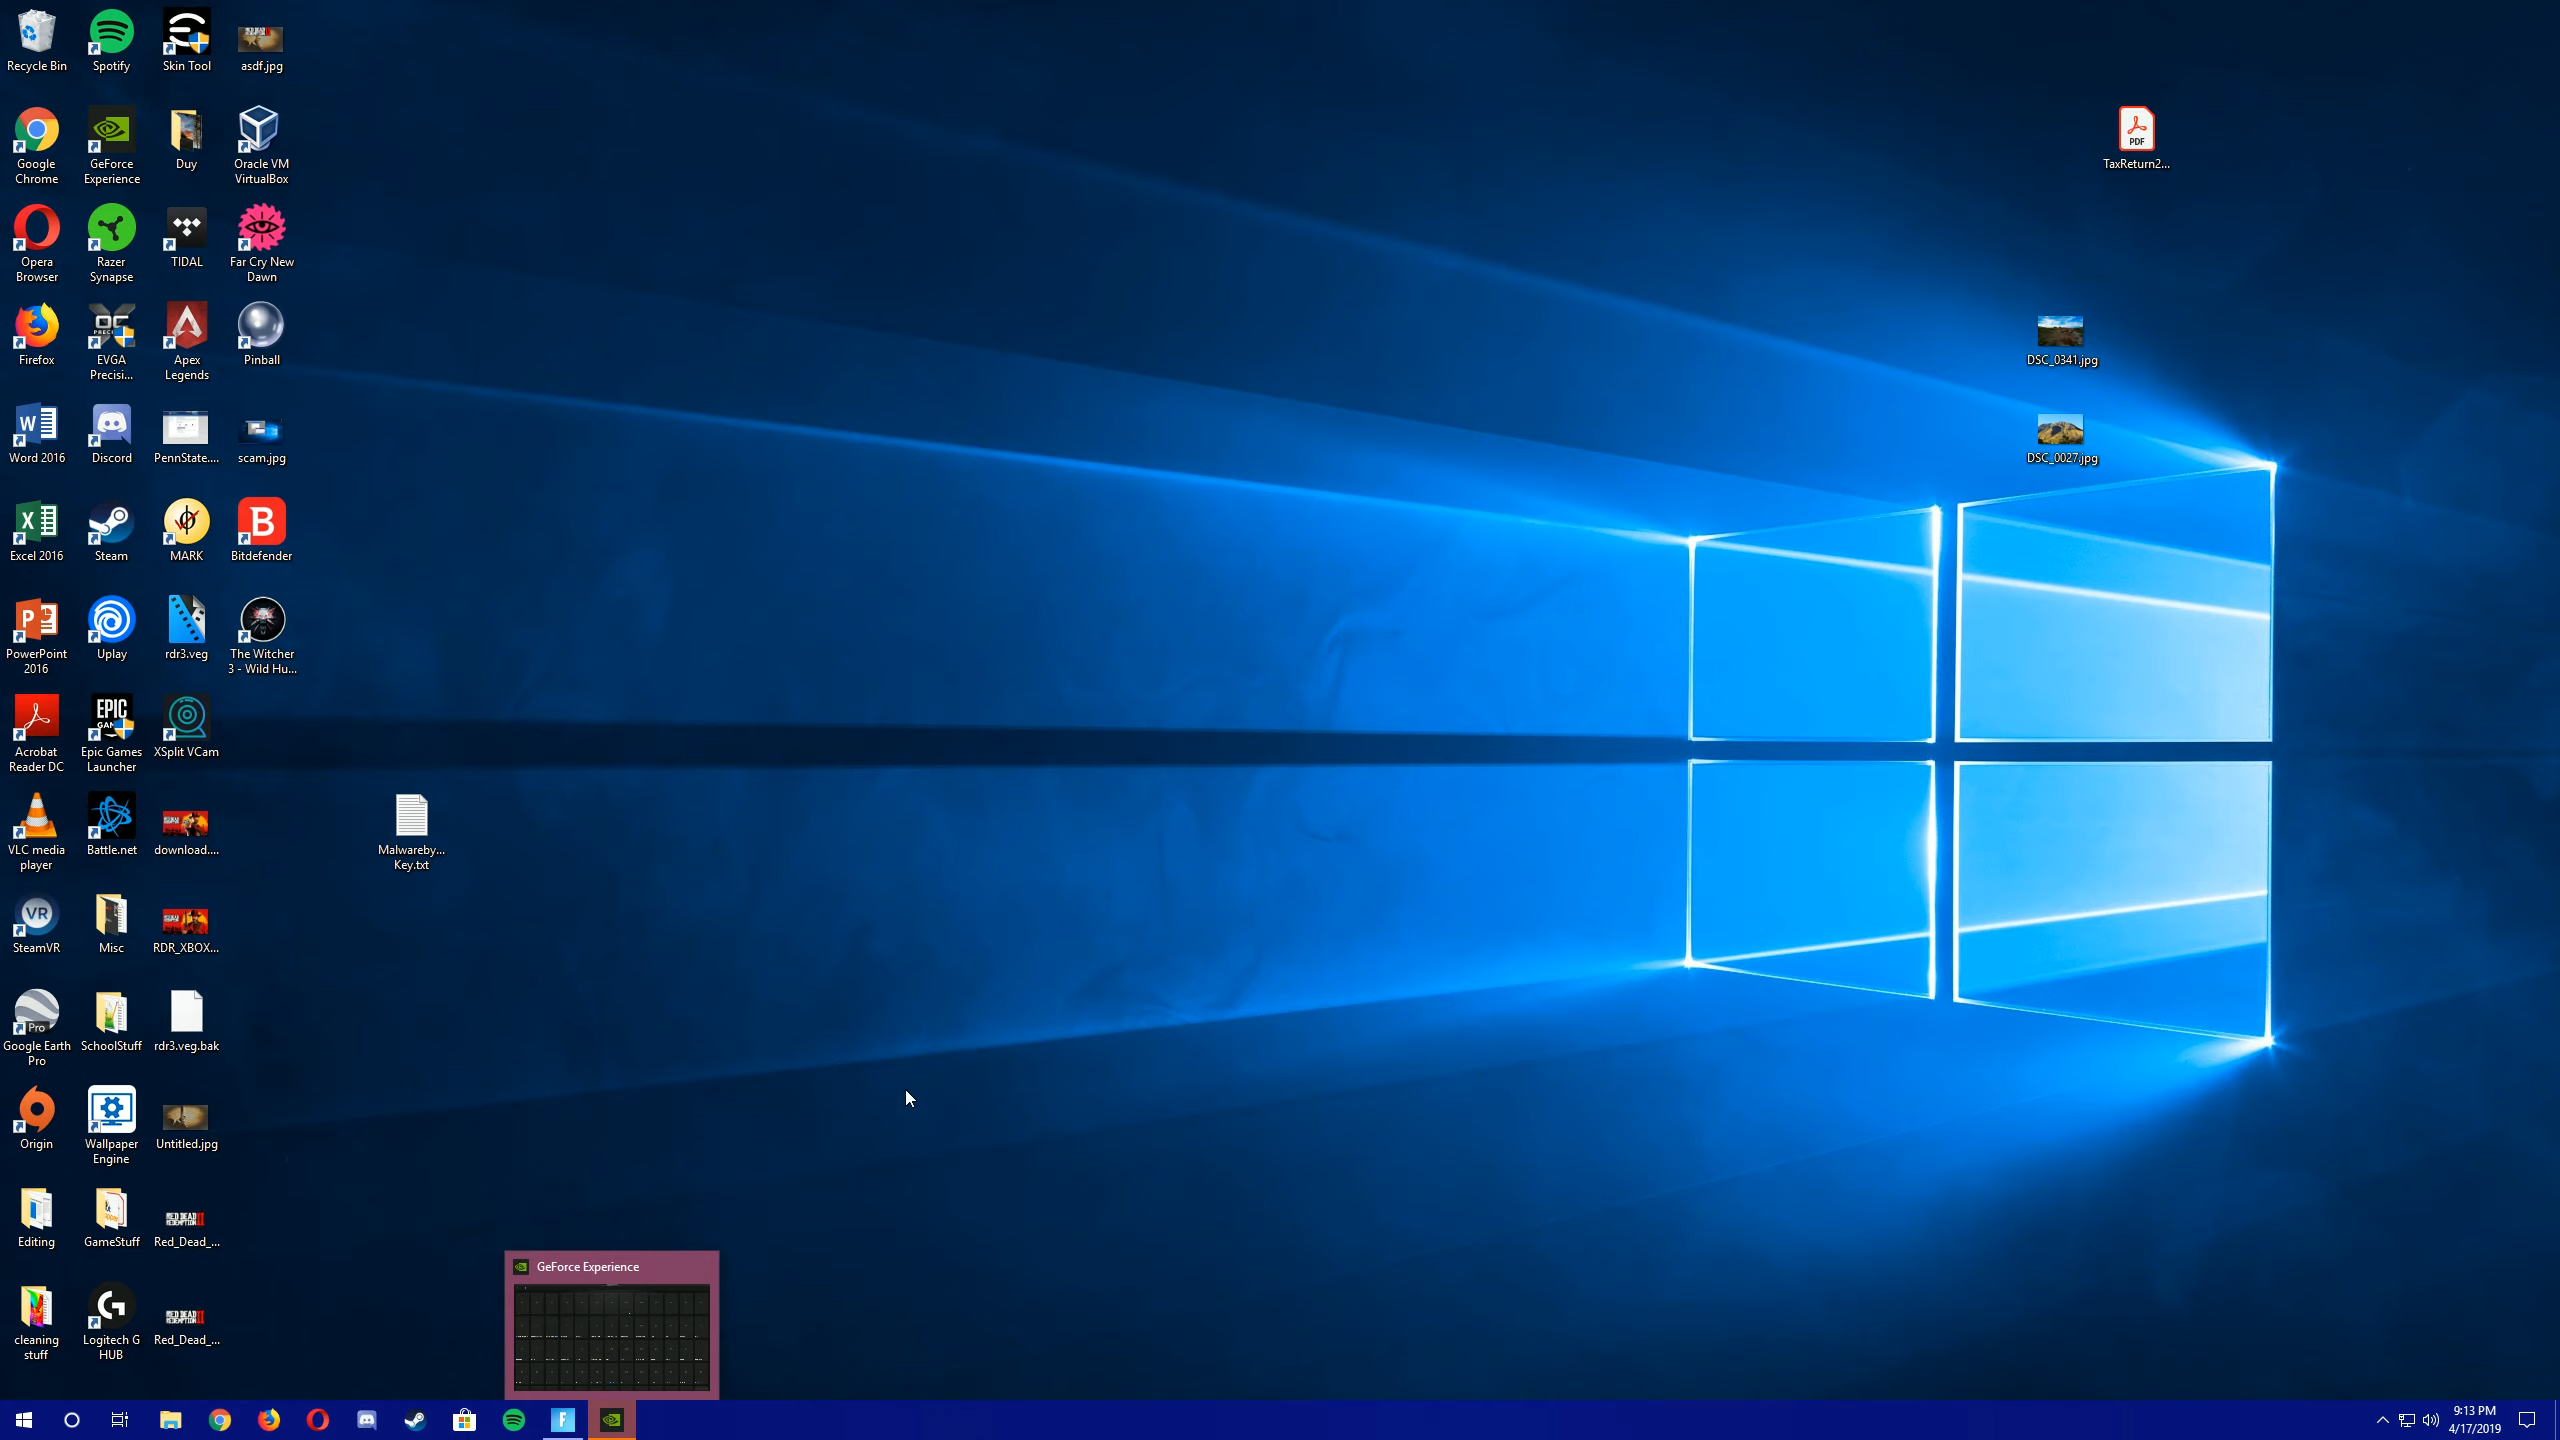 Recycle Bin
Spotify
Skin Tool
asdf.jpg
Google
Chrome
GeForce
Experience
Duy
Oracle VM
VirtualBox
PDF
TaxReturn2...
Opera
Browser
Razer
Synapse
TIDAL
Far Cry New
Dawn
Firefox
EVGA
Precisi...
Apex
Legends
Pinball
DSC_0341.jpg
Word 2016
Discord
PennState....
scam.jpg
DSC_0027.jpg
Excel 2016
Steam
MARK
Bitdefender
PowerPoint
2016
Uplay
rdr3.veg
The Witcher
3 - Wild Hu...
Acrobat
Reader DC
Epic Games
Launcher
XSplit VCam
VLC media
player
Battle.net
download....
Malwareby...
Key.txt
SteamVR
Misc
RDR_XBOX...
Google Earth
Pro
SchoolStuff
rdr3.veg.bak
Origin
Wallpaper
Engine
Untitled.jpg
Editing
GameStuff
Red_Dead_...
cleaning
stuff
Logitech G
HUB
Red_Dead_...
GeForce Experience
9:13 PM
4/17/2019